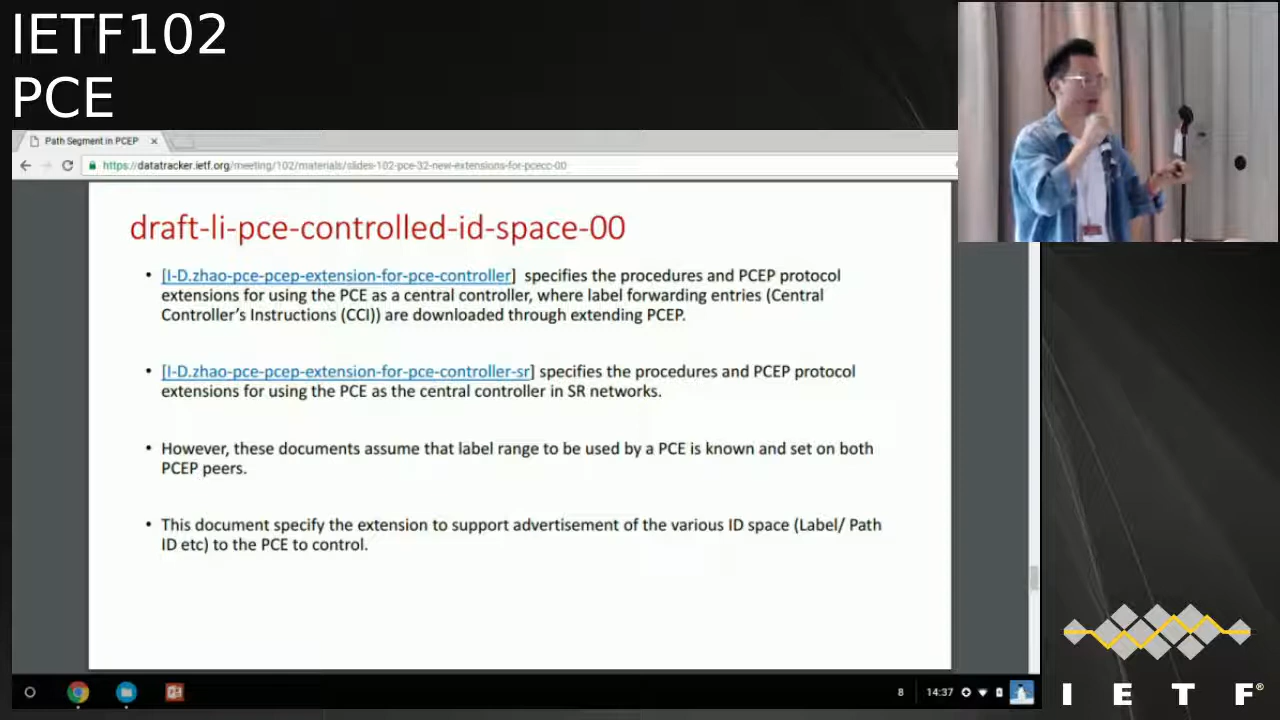 IETF102
PCE
Path Segment in PCEP
https://datatracker.ietf.org/meeting/102/materials/slides-102-pce-32-new-extensions-for-pcecc-00
draft-li-pce-controlled-id-space-00
• [I-D.zhao-pce-pcep-extension-for-pce-controller] specifies the procedures and PCEP protocol
extensions for using the PCE as a central controller, where label forwarding entries (Central
Controller's Instructions (CCI)) are downloaded through extending PCEP.
• [I-D.zhao-pce-pcep-extension-for-pce-controller-sr] specifies the procedures and PCEP protocol
extensions for using the PCE as the central controller in SR networks.
• However, these documents assume that label range to be used by a PCE is known and set on both
PCEP peers.
• This document specify the extension to support advertisement of the various ID space (Label/ Path
ID etc) to the PCE to control.
8 14:37
I E T F®